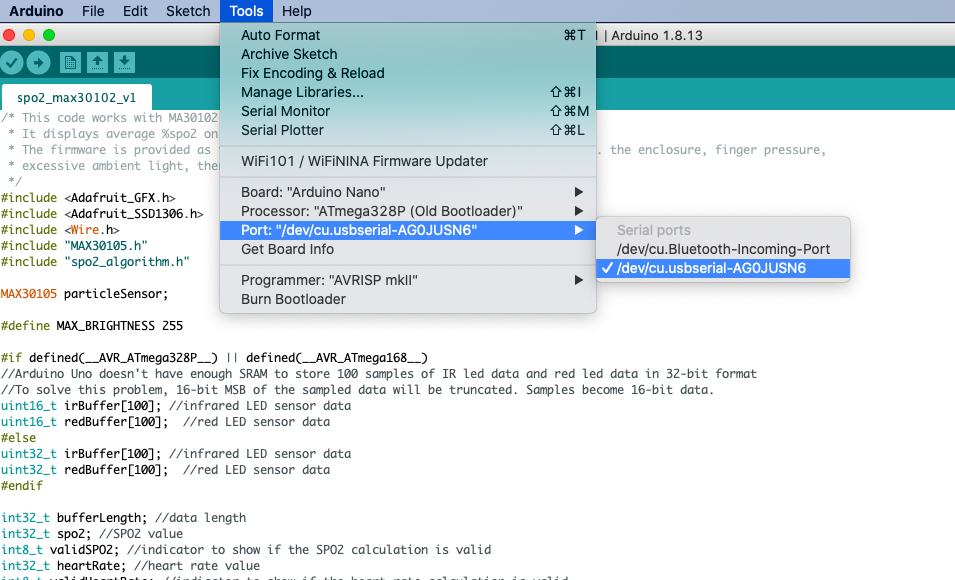 Arduino File Edit Sketch Tools Help
| Arduino 1.8.13
Auto Format ⌘T
Archive Sketch
Fix Encoding & Reload
Manage Libraries... ⇧⌘I
Serial Monitor ⇧⌘M
Serial Plotter ⇧⌘L
WiFi101 / WiFiNINA Firmware Updater
Board: "Arduino Nano"
Processor: "ATmega328P (Old Bootloader)"
Port: "/dev/cu.usbserial-AG0JUSN6"
Get Board Info
Programmer: "AVRISP mkII"
Burn Bootloader
Serial ports
/dev/cu.Bluetooth-Incoming-Port
✓ /dev/cu.usbserial-AG0JUSN6
spo2_max30102_v1
/* This code works with MA30102
* It displays average %spo2 on
* The firmware is provided as . the enclosure, finger pressure,
* excessive ambient light,
*/
#include <Adafruit_GFX.h>
#include <Adafruit_SSD1306.h>
#include <Wire.h>
#include "MAX30105.h"
#include "spo2_algorithm.h"
MAX30105 particleSensor;
#define MAX_BRIGHTNESS 255
#if defined(__AVR_ATmega328P__) || defined(__AVR_ATmega168__)
//Arduino Uno doesn't have enough SRAM to store 100 samples of IR led data and red led data in 32-bit format
//To solve this problem, 16-bit MSB of the sampled data will be truncated. Samples become 16-bit data.
uint16_t irBuffer[100]; //infrared LED sensor data
uint16_t redBuffer[100]; //red LED sensor data
#else
uint32_t irBuffer[100]; //infrared LED sensor data
uint32_t redBuffer[100]; //red LED sensor data
#endif
int32_t bufferLength; //data length
int32_t spo2; //SPO2 value
int8_t validSPO2; //indicator to show if the SPO2 calculation is valid
int32_t heartRate; //heart rate value
int8_t validHeartRate; //indicator to show if the heart rate calculation is valid